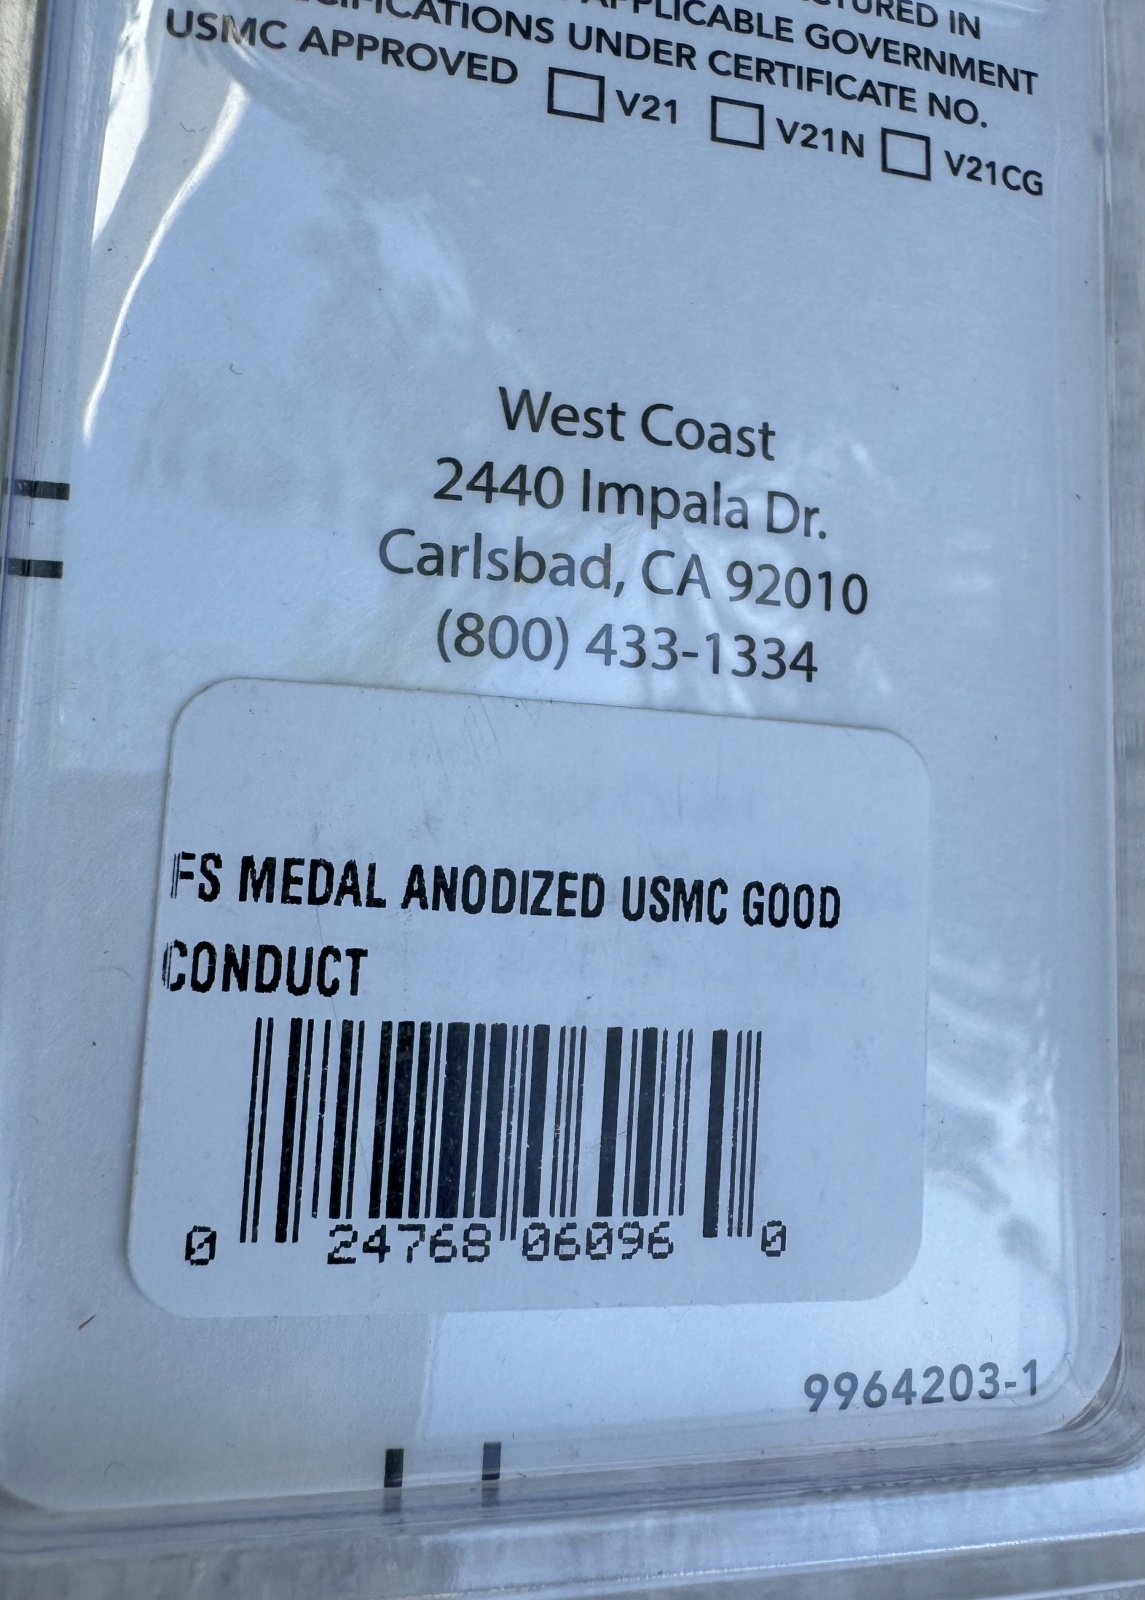 IN
APPLICABLE GOVERNMENT
UNDER CERTIFICATE NO.
USMC APPROVED ☐ V21 ☐ V21N ☐ V21CG
West Coast
2440 Impala Dr.
Carlsbad, CA 92010
(800) 433-1334
FS MEDAL ANODIZED USMC GOOD
CONDUCT
0 24768 06096 0
9964203-1